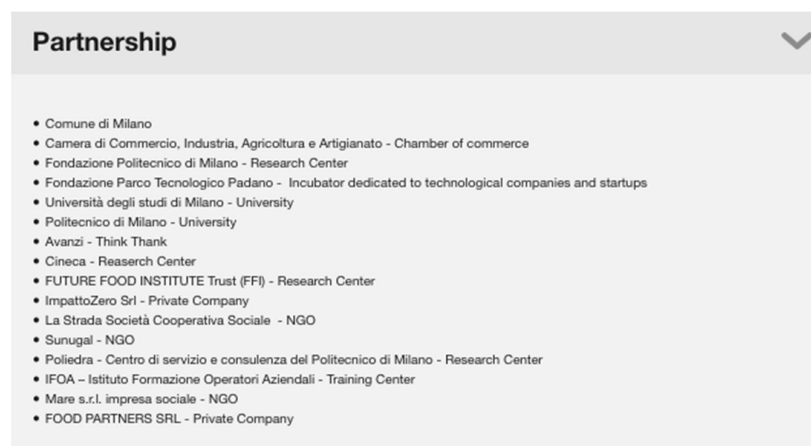 Partnership
• Comune di Milano
• Camera di Commercio, Industria, Agricoltura e Artigianato - Chamber of commerce
• Fondazione Politecnico di Milano - Research Center
• Fondazione Parco Tecnologico Padano -  Incubator dedicated to technological companies and startups
• Università degli studi di Milano - University
• Politecnico di Milano - University
• Avanzi - Think Thank
• Cineca - Reaserch Center
• FUTURE FOOD INSTITUTE Trust (FFI) - Research Center
• ImpattoZero Srl - Private Company
• La Strada Società Cooperativa Sociale  - NGO
• Sunugal - NGO
• Poliedra - Centro di servizio e consulenza del Politecnico di Milano - Research Center
• IFOA – Istituto Formazione Operatori Aziendali - Training Center
• Mare s.r.l. impresa sociale - NGO
• FOOD PARTNERS SRL - Private Company